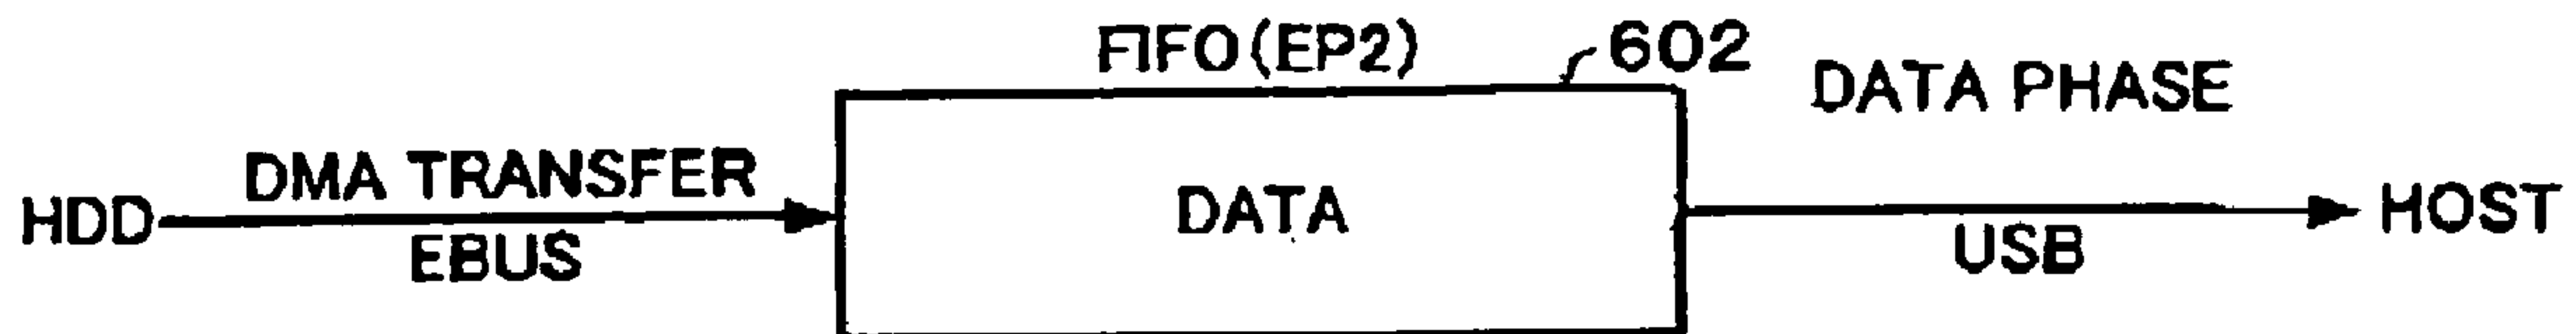 FIFO(EP2) 602
DATA PHASE
HDD DMA TRANSFER DATA HOST
EBUS USB